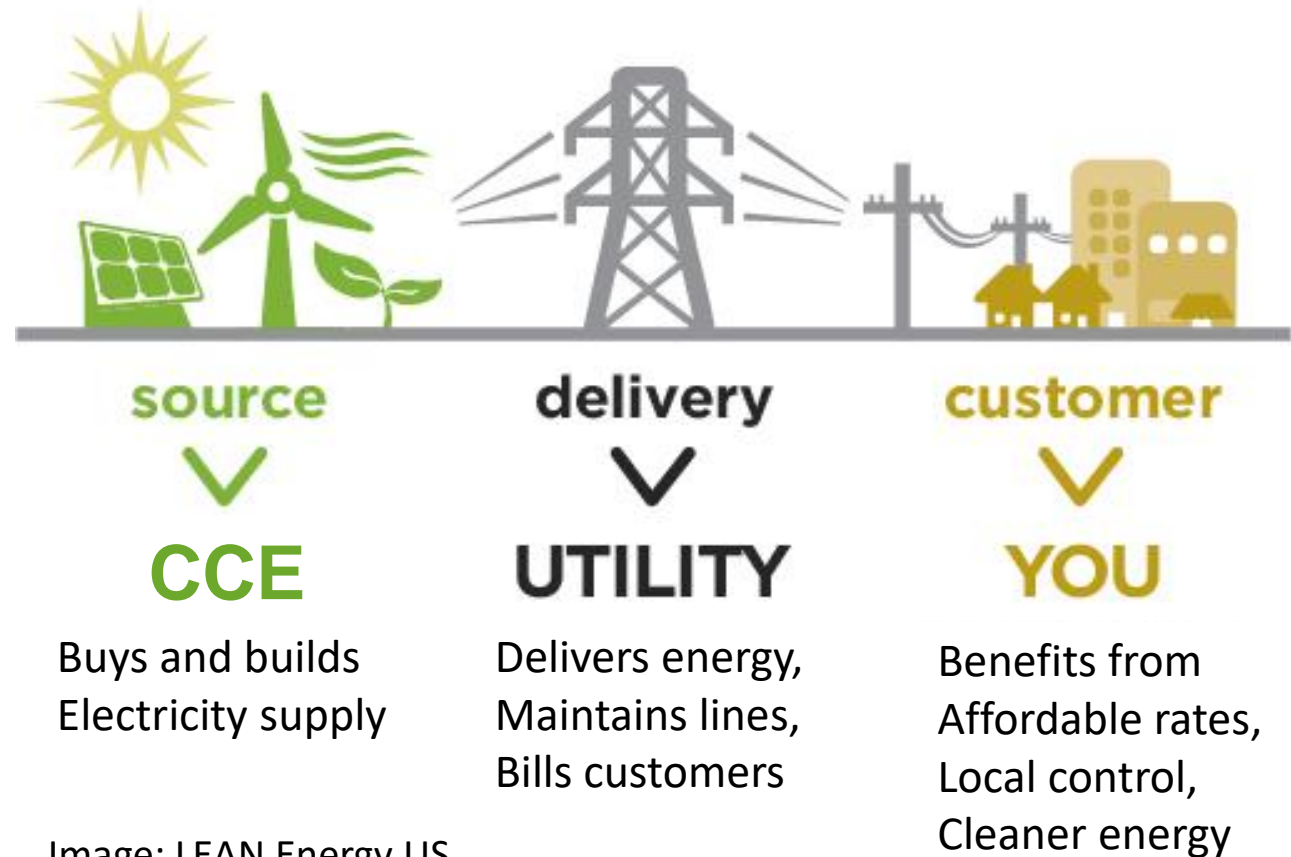 source
delivery
customer
CCE
UTILITY
YOU
Buys and builds
Electricity supply
Delivers energy,
Maintains lines,
Bills customers
Benefits from
Affordable rates,
Local control,
Cleaner energy
Image: LEAN Energy US